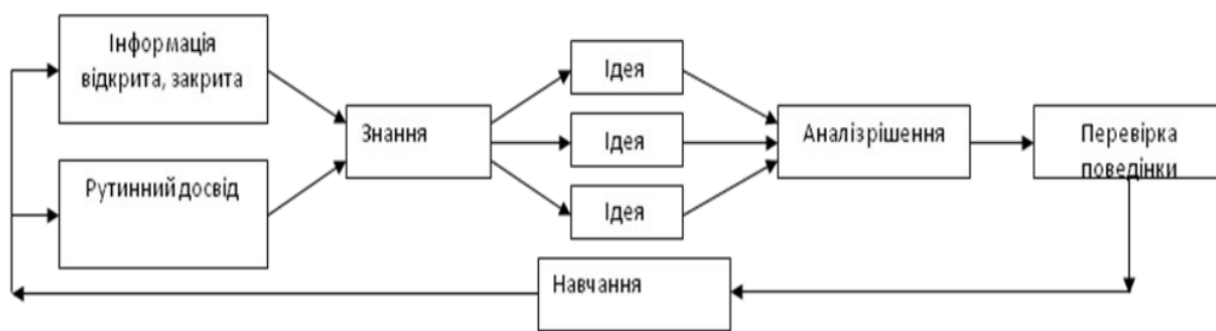 Інформація
відкрита, закрита
Рутинний досвід
Знання
Ідея
Ідея
Ідея
Аналізрішення
Перевірка
поведінки
Навчання